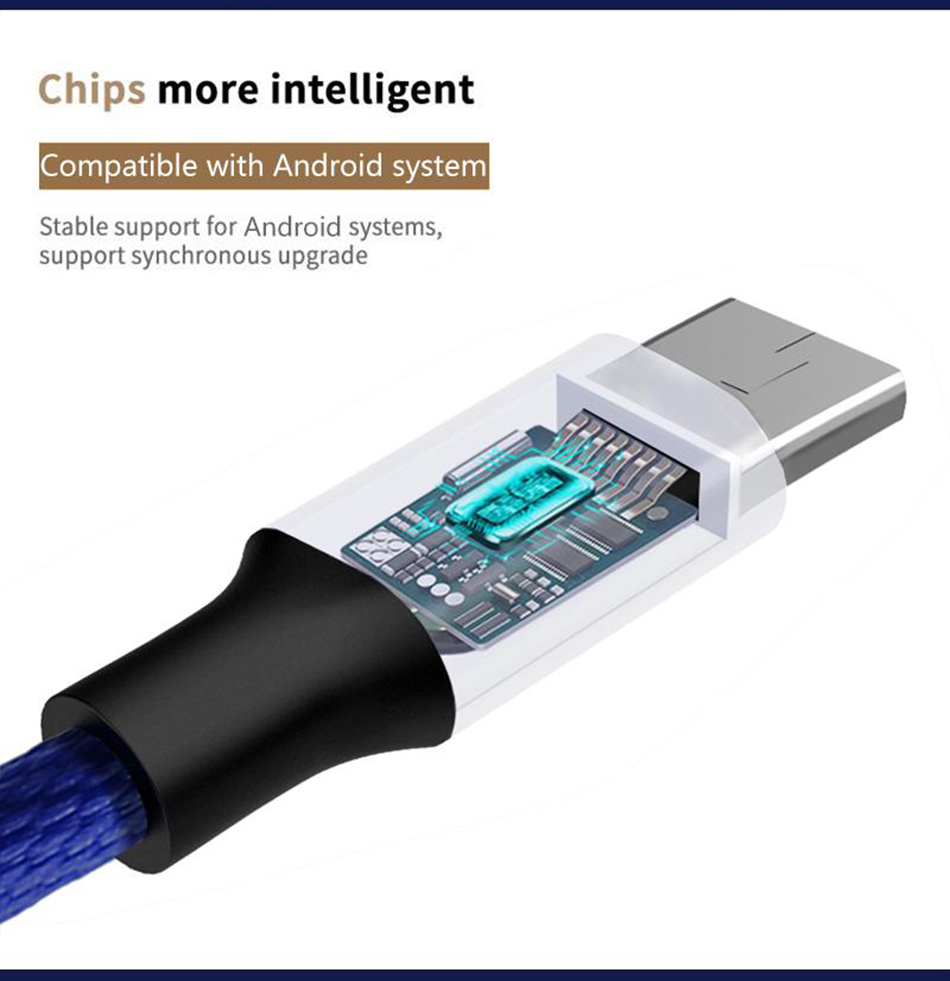 Chips more intelligent
Compatible with Android system
Stable support for Android systems,
support synchronous upgrade